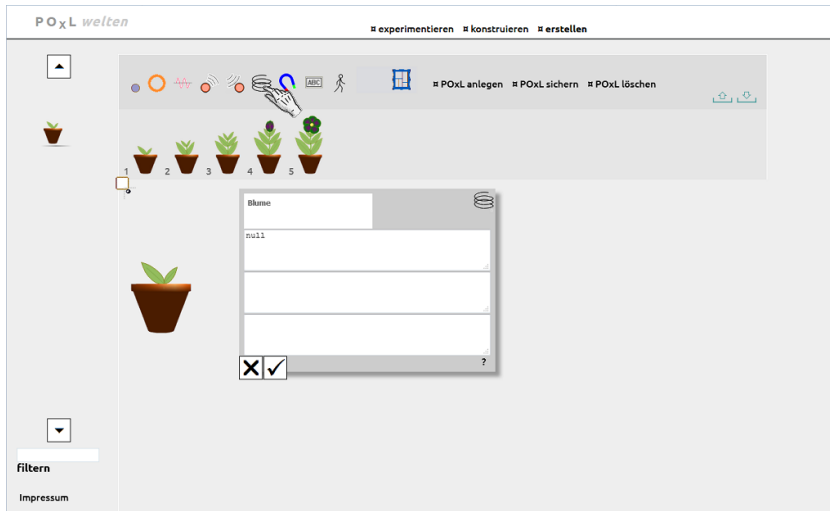 POXL welten
¤ experimentieren ¤ konstruieren ¤ erstellen
ABC
¤ POxL anlegen ¤ POxL sichern ¤ POxL löschen
1 2 3 4 5
Blume
null
?
filtern
Impressum